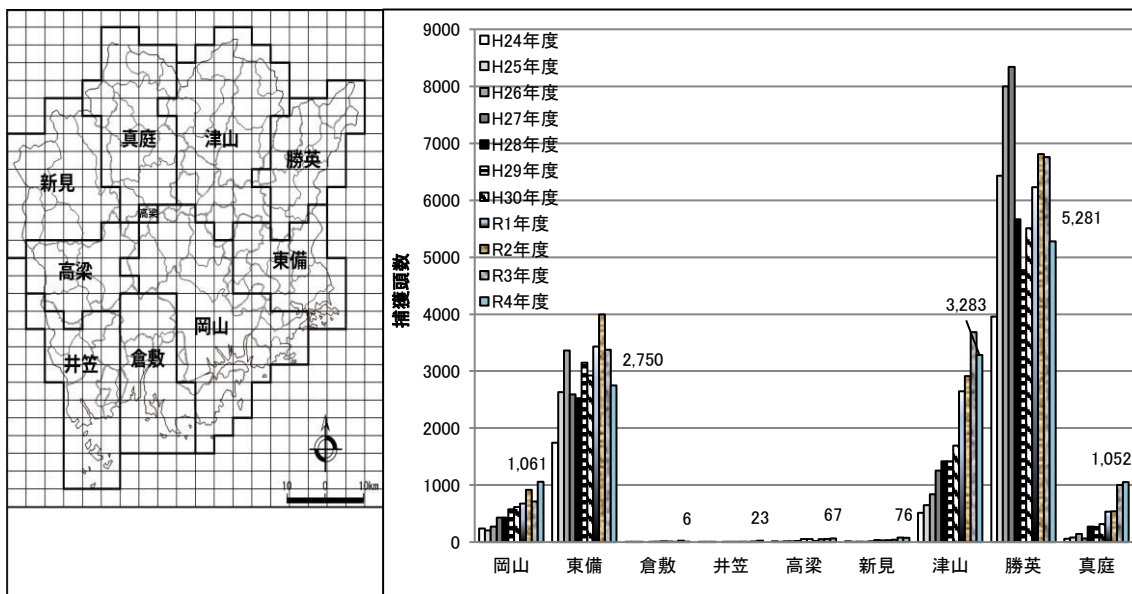 真庭
津山
勝英
新見
高梁
東備
高梁
岡山
倉敷
井笠
10 0 10km
捕獲頭数
9000
8000
7000
6000
5000
4000
3000
2000
1000
0
H24年度
H25年度
H26年度
H27年度
H28年度
H29年度
H30年度
R1年度
R2年度
R3年度
R4年度
1,061
2,750
6
23
67
76
3,283
5,281
1,052
岡山 東備 倉敷 井笠 高梁 新見 津山 勝英 真庭